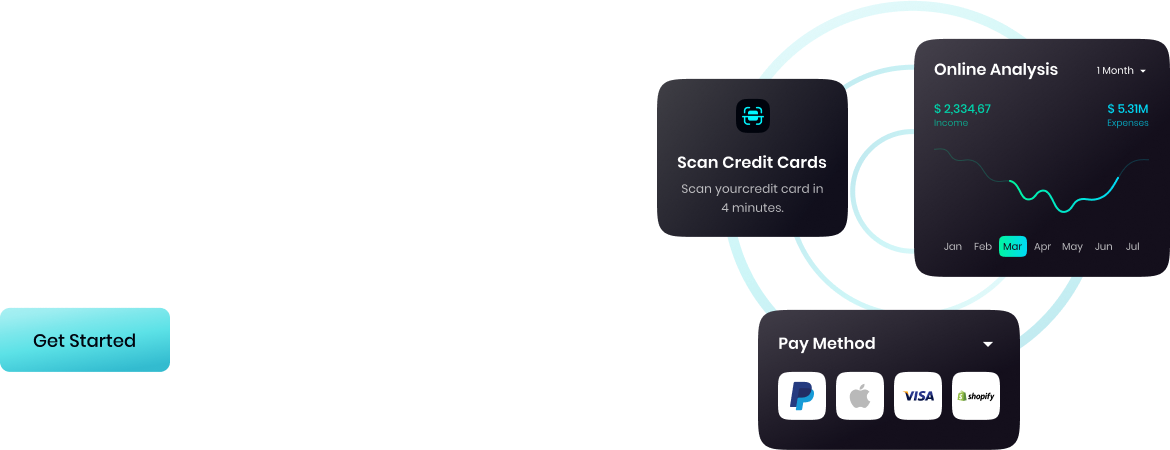 Online Analysis
1 Month
$ 2,334,67
$ 5.31M
Income
Expenses
Jan Feb Mar Apr May Jun Jul
Scan Credit Cards
Scan yourcredit card in
4 minutes.
Get Started
Pay Method
VISA
shopify